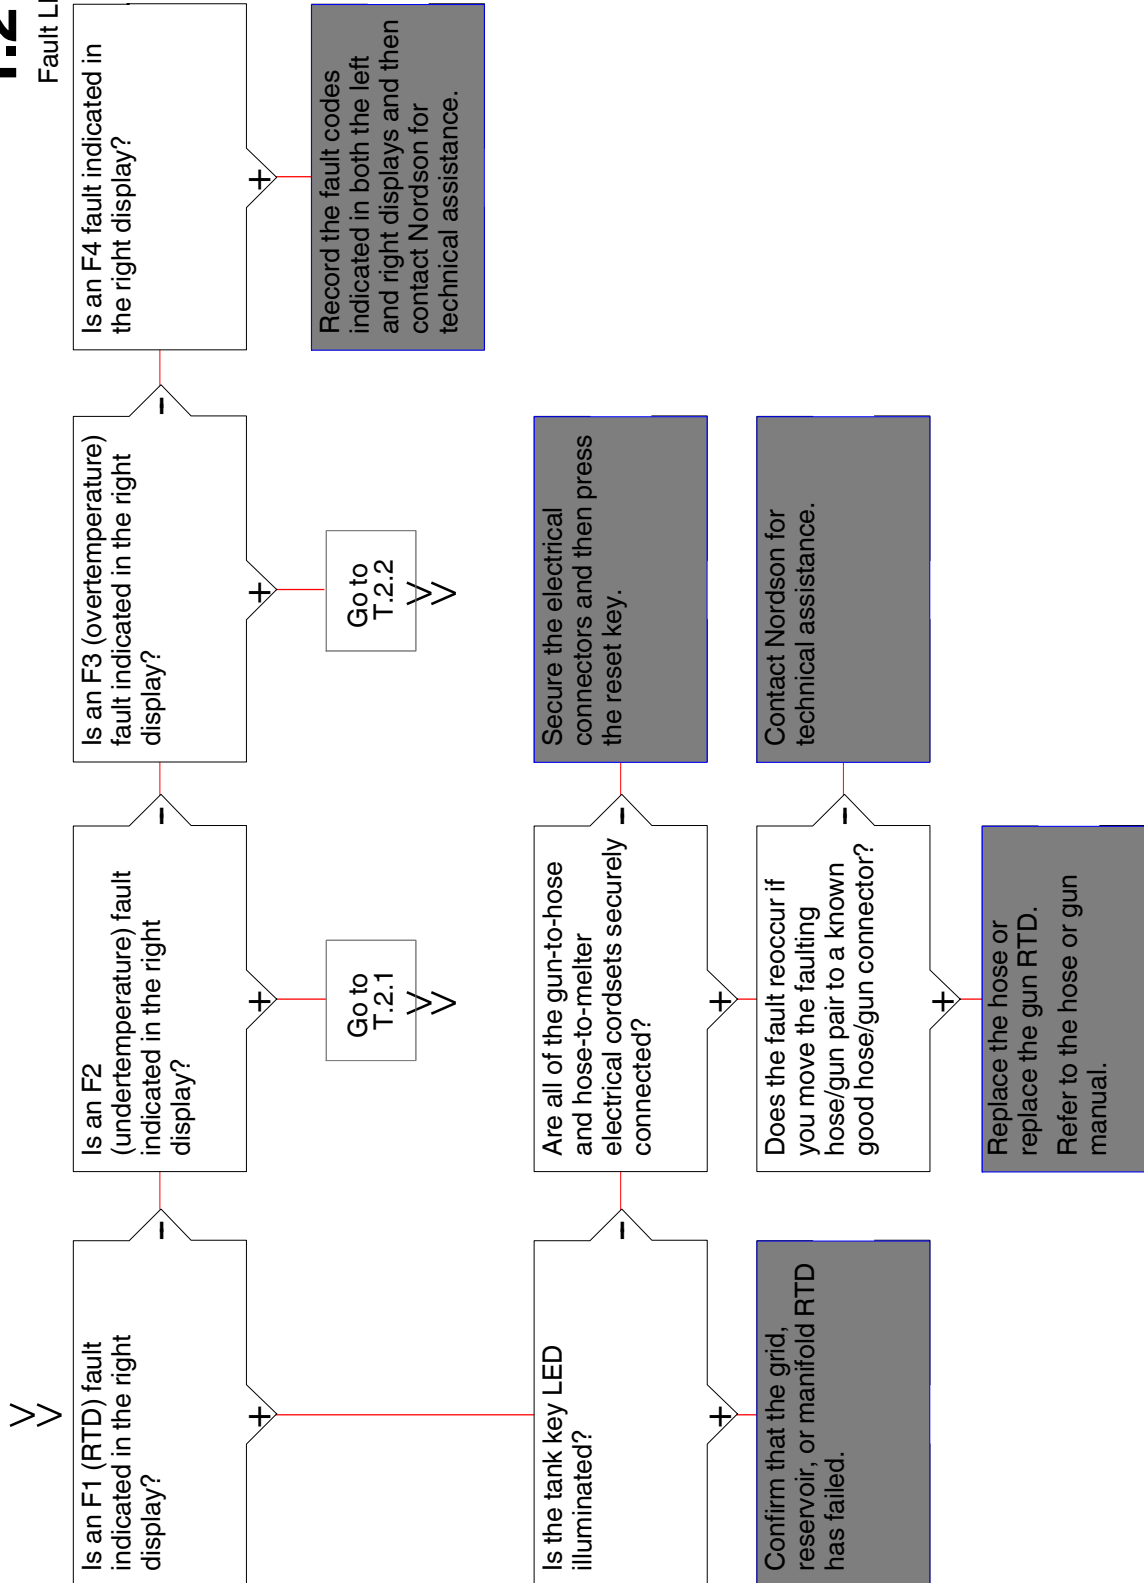 T.2
Fault
Is an F1 (RTD) fault
indicated in the right
display?
+
-
Is an F2
(undertemperature) fault
indicated in the right
display?
+
-
Is an F3 (overtemperature)
fault indicated in the right
display?
+
-
Is an F4 fault indicated in
the right display?
+
Go to
T.2.1
Go to
T.2.2
Record the fault codes
indicated in both the left
and right displays and then
contact Nordson for
technical assistance.
Is the tank key LED
illuminated?
+
-
Are all of the gun-to-hose
and hose-to-melter
electrical cordsets securely
connected?
+
-
Secure the electrical
connectors and then press
the reset key.
Confirm that the grid,
reservoir, or manifold RTD
has failed.
Does the fault reoccur if
you move the faulting
hose/gun pair to a known
good hose/gun connector?
+
-
Contact Nordson for
technical assistance.
Replace the hose or
replace the gun RTD.
Refer to the hose or gun
manual.